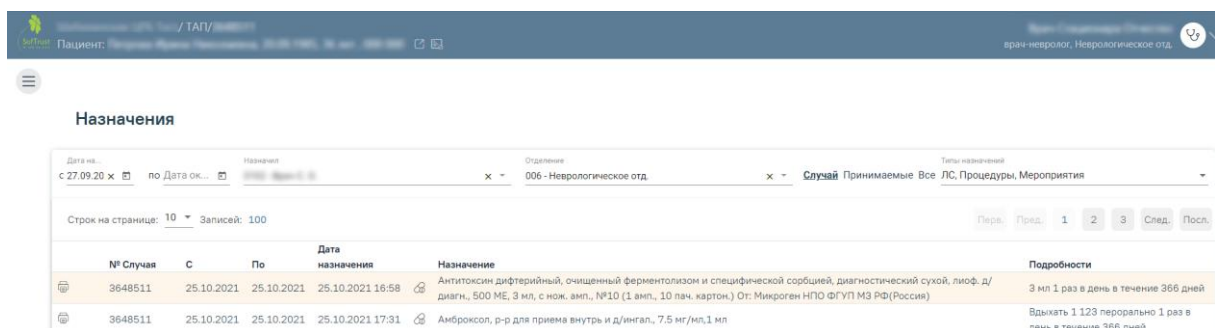 / ТАП/
SofTrust Пациент:
врач-невролог, Неврологическое отд.
Назначения
Дата на... Назначил Отделение Типы назначений
с 27.09.20 по Дата ок... 006 - Неврологическое отд. Случай Принимаемые Все ЛС, Процедуры, Мероприятия
Строк на странице: 10 Записей: 100 Перв. Пред. 1 2 3 След. Посл.
№ Случая С По Дата назначения Назначение Подробности
3648511 25.10.2021 25.10.2021 25.10.2021 16:58 Антитоксин дифтерийный, очищенный ферментолизом и специфической сорбцией, диагностический сухой, лиоф. д/
диагн., 500 МЕ, 3 мл, с нож. амп., №10 (1 амп., 10 пач. картон.) От: Микроген НПО ФГУП МЗ РФ(Россия) 3 мл 1 раз в день в течение 366 дней
3648511 25.10.2021 25.10.2021 25.10.2021 17:31 Амброксол, р-р для приема внутрь и д/ингал., 7.5 мг/мл,1 мл Вдыхать 1 123 перорально 1 раз в
день в течение 366 дней